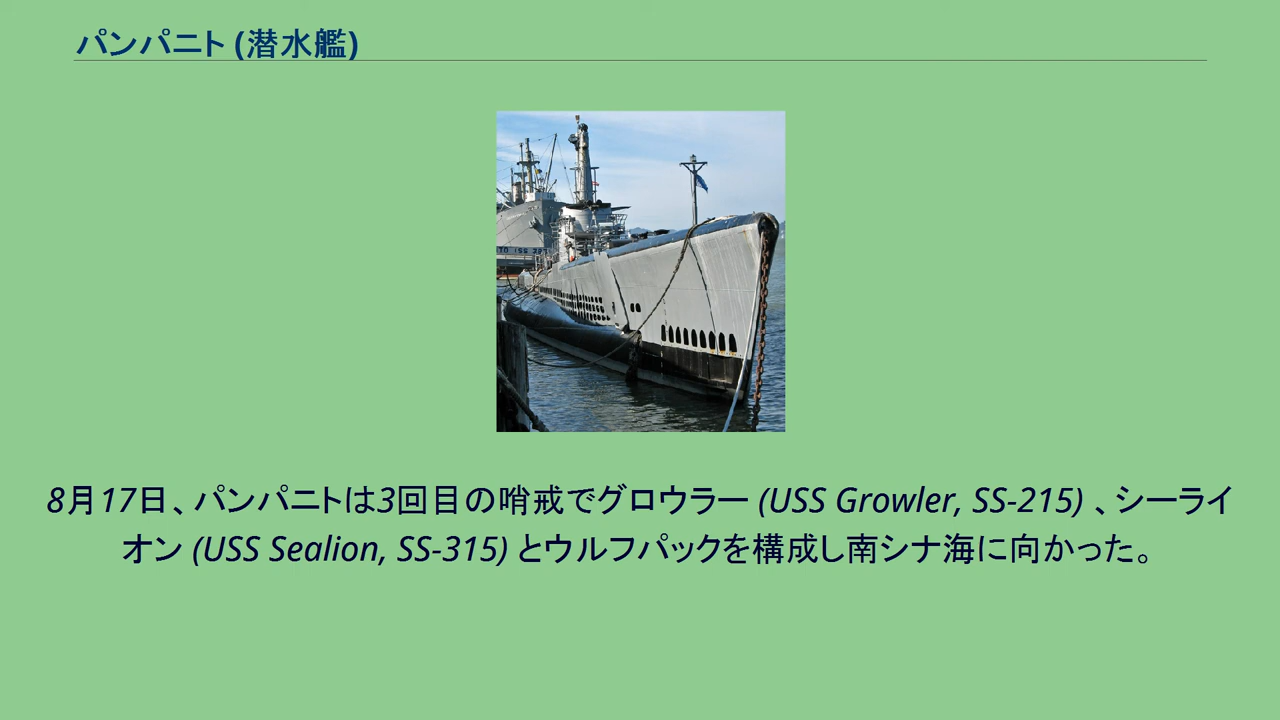 パンパニト (潜水艦)
8月17日、パンパニトは3回目の哨戒でグロウラー (USS Growler, SS-215) 、シーライ
オン (USS Sealion, SS-315) とウルフパックを構成し南シナ海に向かった。